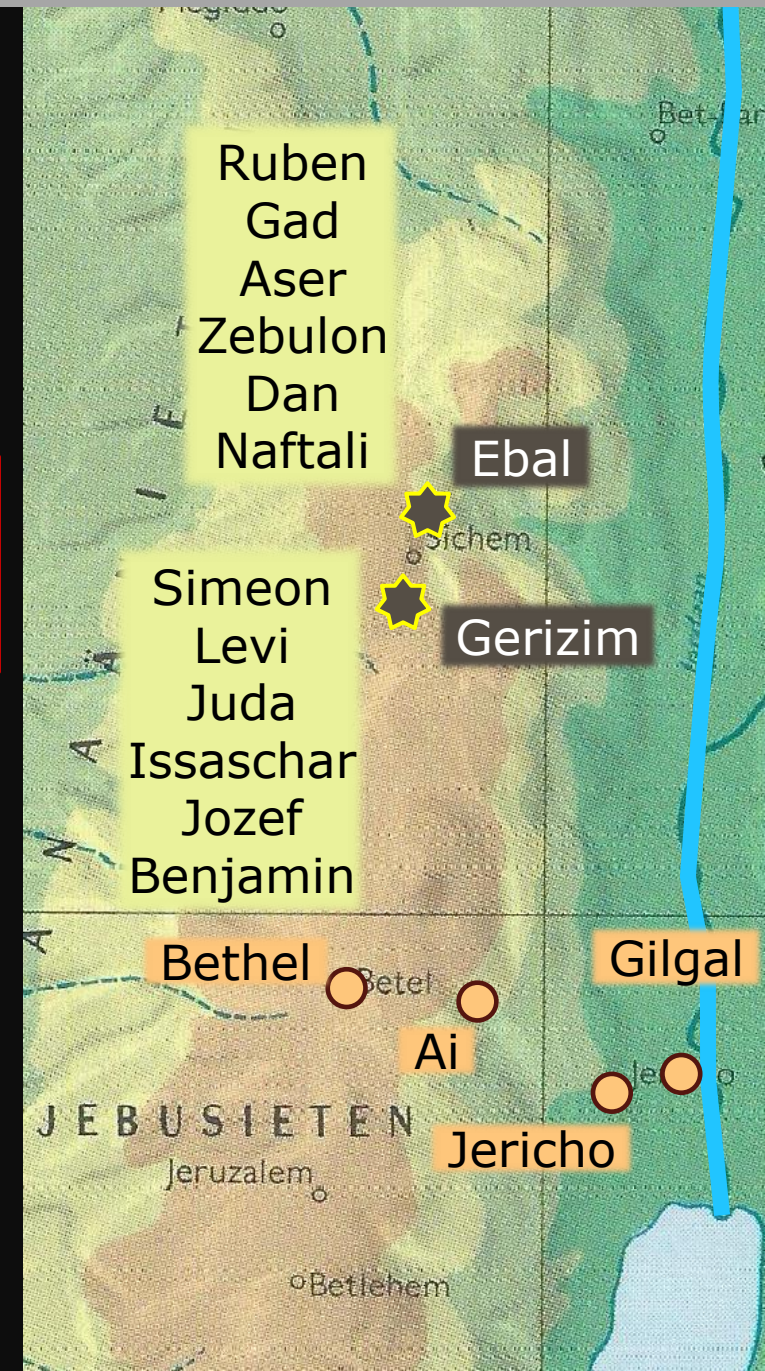 Ruben
Gad
Aser
Zebulon
Dan
Naftali
Ebal
Sichem
Simeon
Levi
Juda
Issaschar
Jozef
Benjamin
Gerizim
Bethel
Betel
Gilgal
Ai
Jericho
JEBUSIETEN
Jeruzalem
Betlehem